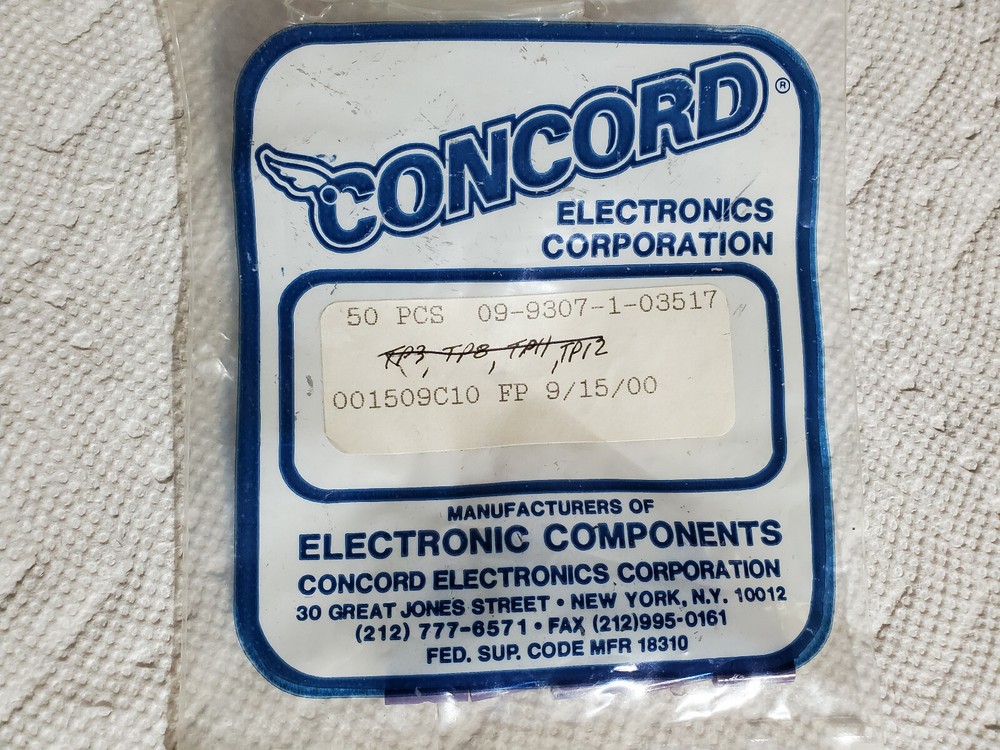 CONCORD ®
ELECTRONICS
CORPORATION
50 PCS 09-9307-1-03517
TP3, TP8, TP11, TP12
001509C10 FP 9/15/00
MANUFACTURERS OF
ELECTRONIC COMPONENTS
CONCORD ELECTRONICS CORPORATION
30 GREAT JONES STREET • NEW YORK, N.Y. 10012
(212) 777-6571 • FAX (212)995-0161
FED. SUP. CODE MFR 18310